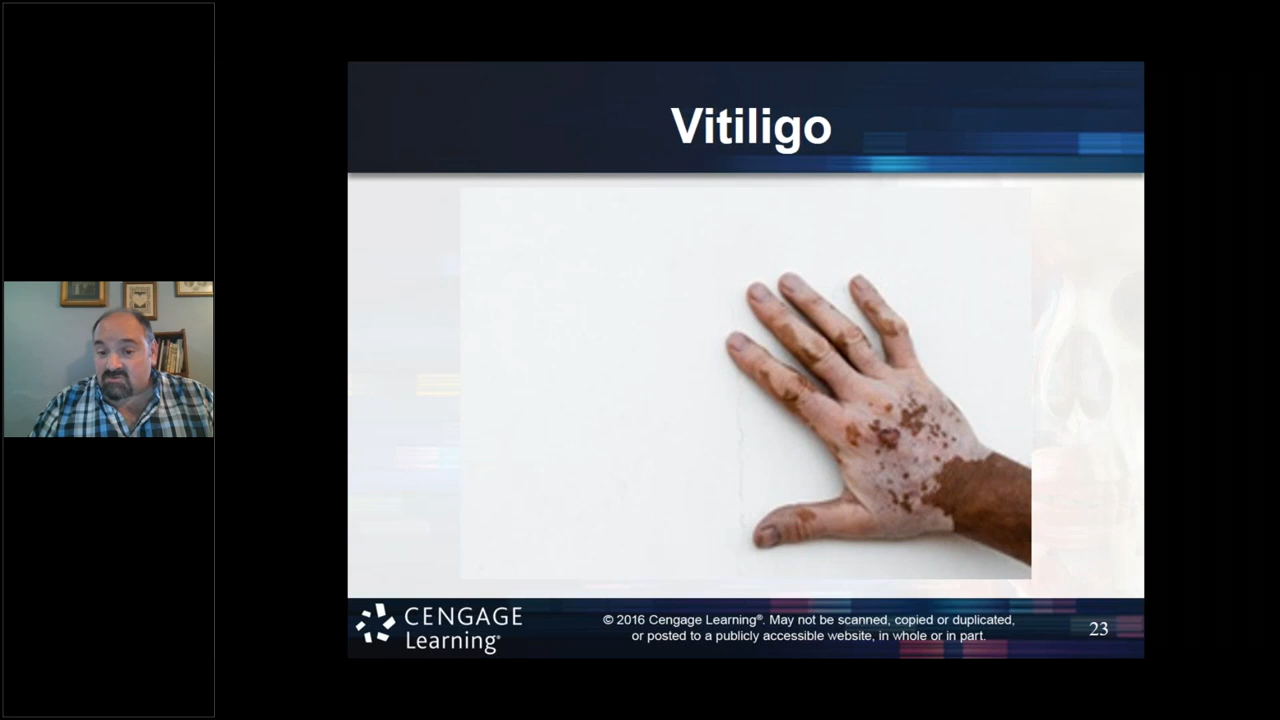 Vitiligo
CENGAGE
Learning®
© 2016 Cengage Learning®. May not be scanned, copied or duplicated,
or posted to a publicly accessible website, in whole or in part.
23